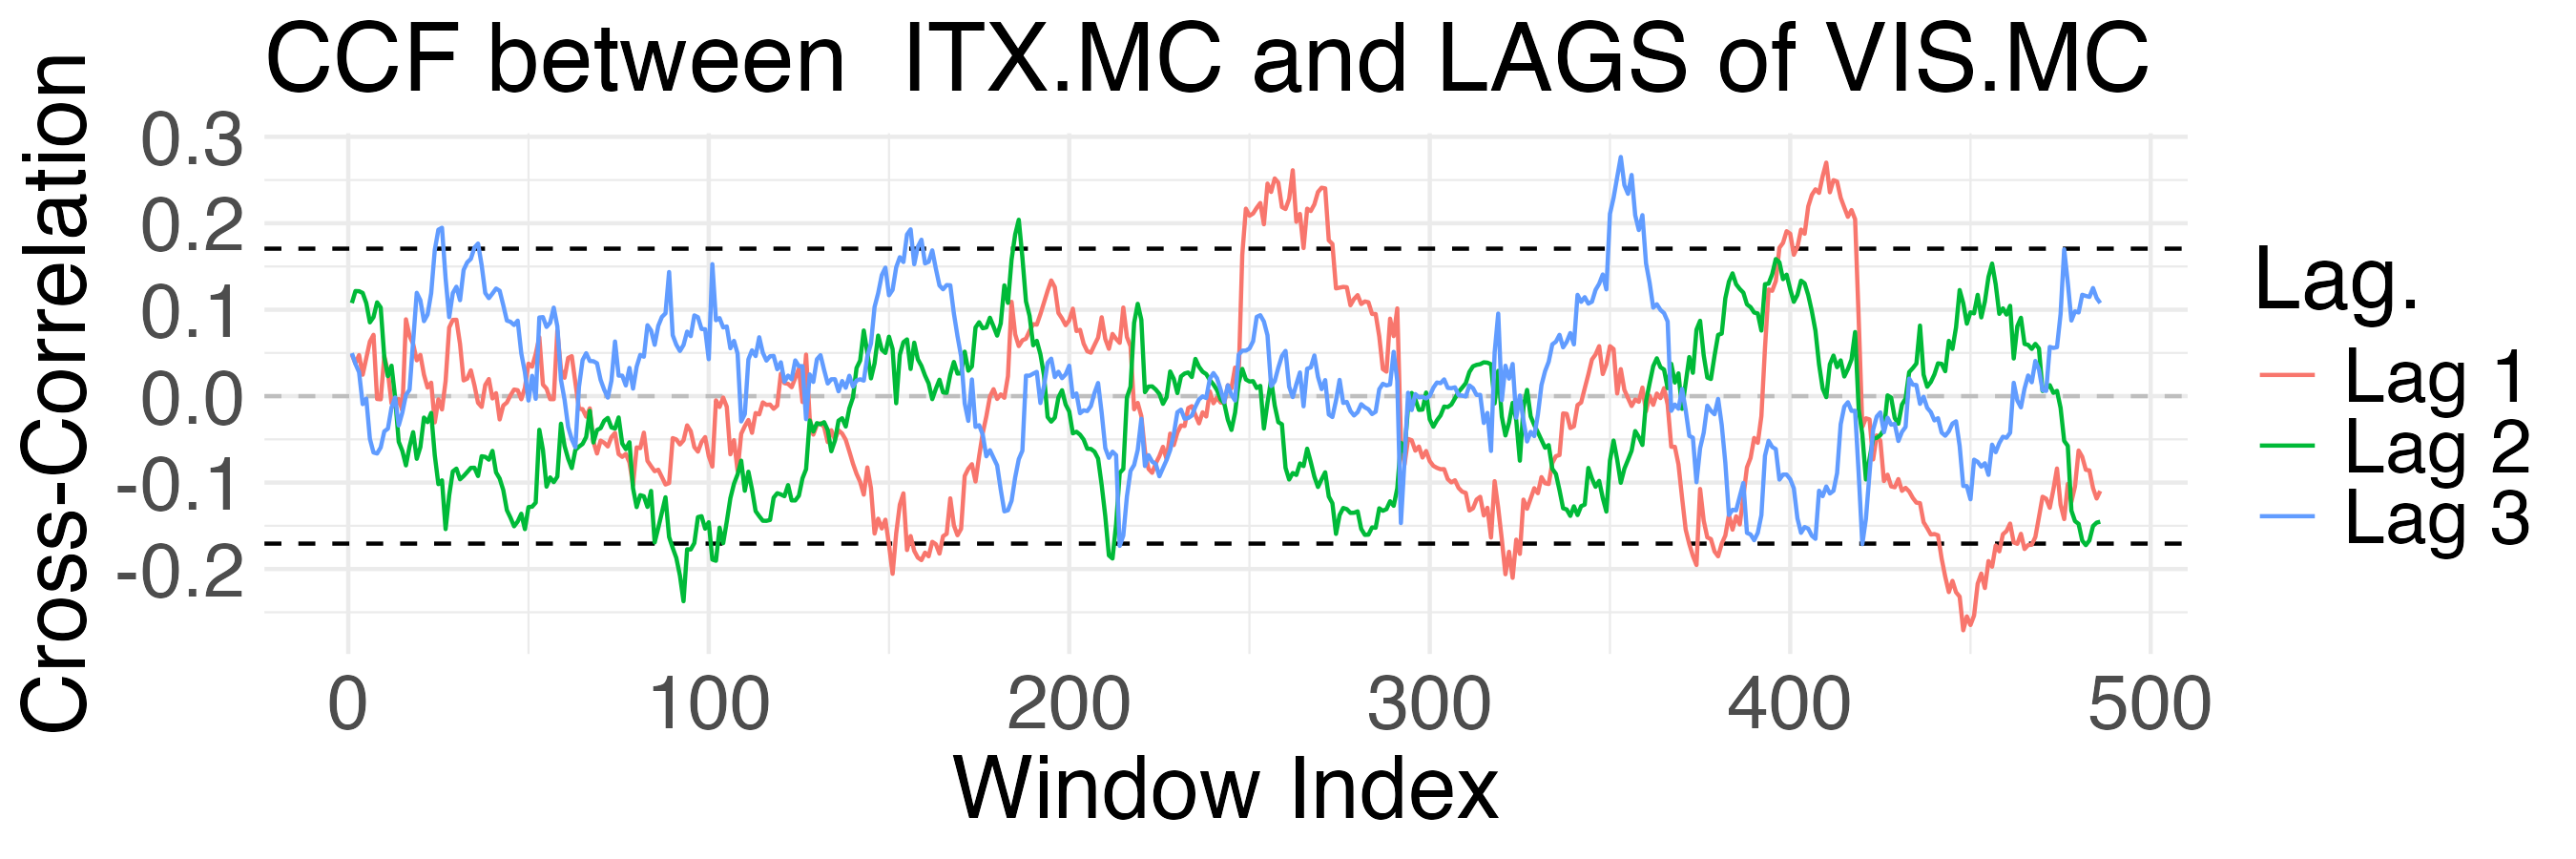 CCF between  ITX.MC and LAGS of VIS.MC
Cross-Correlation
0.3
0.2
0.1
0.0
-0.1
-0.2
0 100 200 300 400 500
Window Index
Lag.
Lag 1
Lag 2
Lag 3